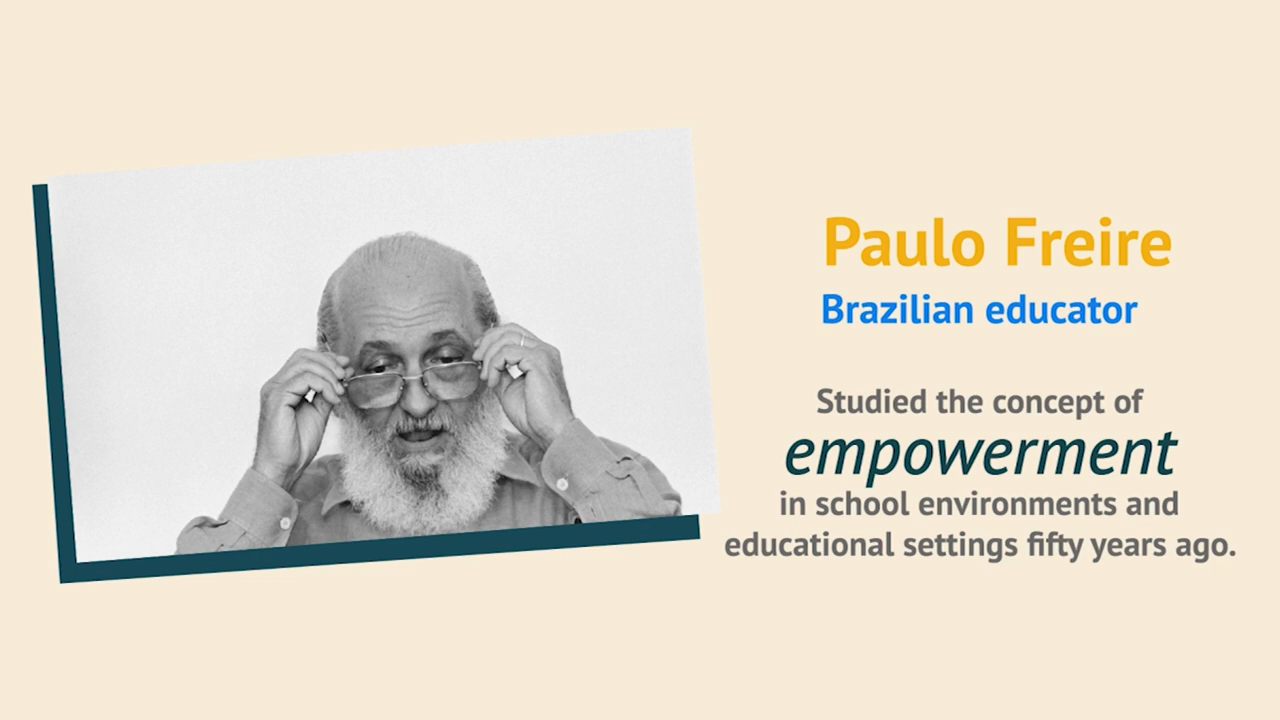 Paulo Freire
Brazilian educator
Studied the concept of
empowerment
in school environments and
educational settings fifty years ago.